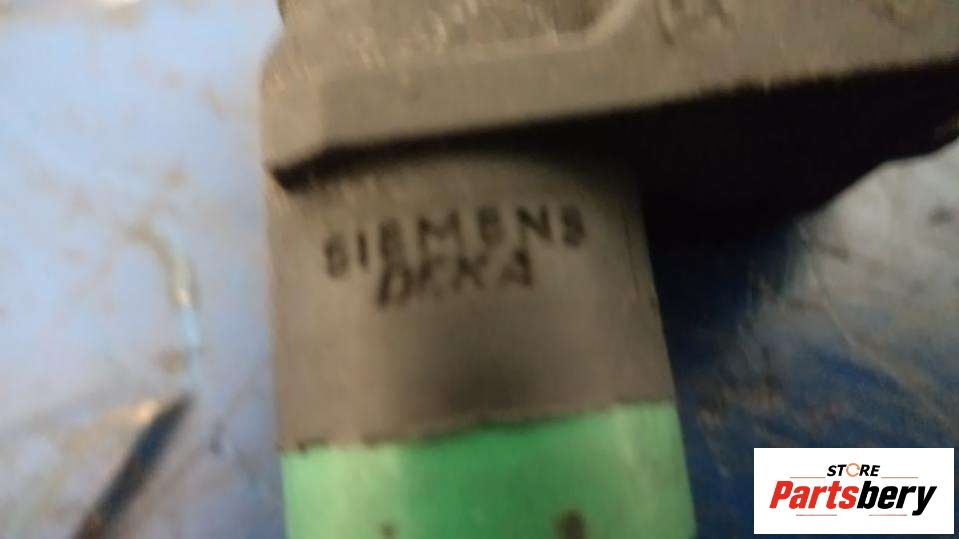 SIEMENS
DEKA
STORE
Partsbery